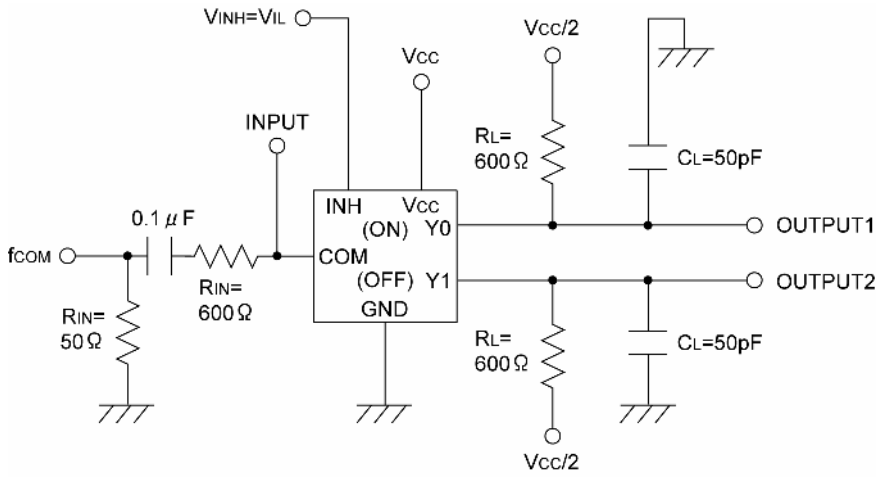 VINH=VIL
VCC/2
VCC
INPUT
RL=
600Ω
CL=50pF
INH
VCC
0.1μF
(ON)
Y0
OUTPUT1
fCOM
COM
(OFF)
Y1
OUTPUT2
RIN=
600Ω
GND
RIN=
50Ω
RL=
600Ω
CL=50pF
VCC/2